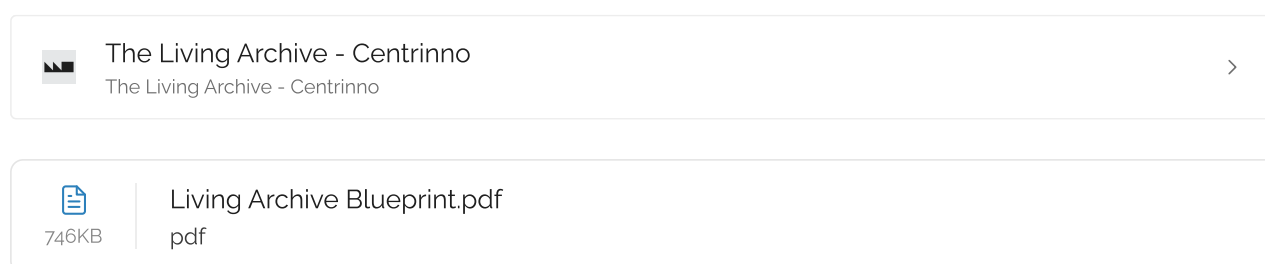 The Living Archive - Centrinno
The Living Archive - Centrinno
Living Archive Blueprint.pdf
746KB
pdf